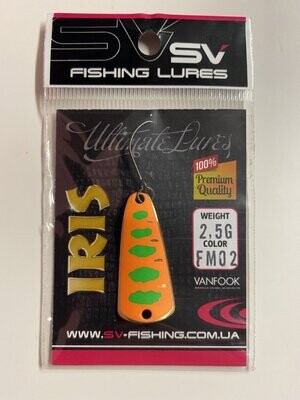 SV SV
FISHING LURES
Ultimate Lures
IRIS
100%
Premium
Quality
WEIGHT
2,5G
COLOR
FM02
VANFOOK
WWW.SV-FISHING.COM.UA